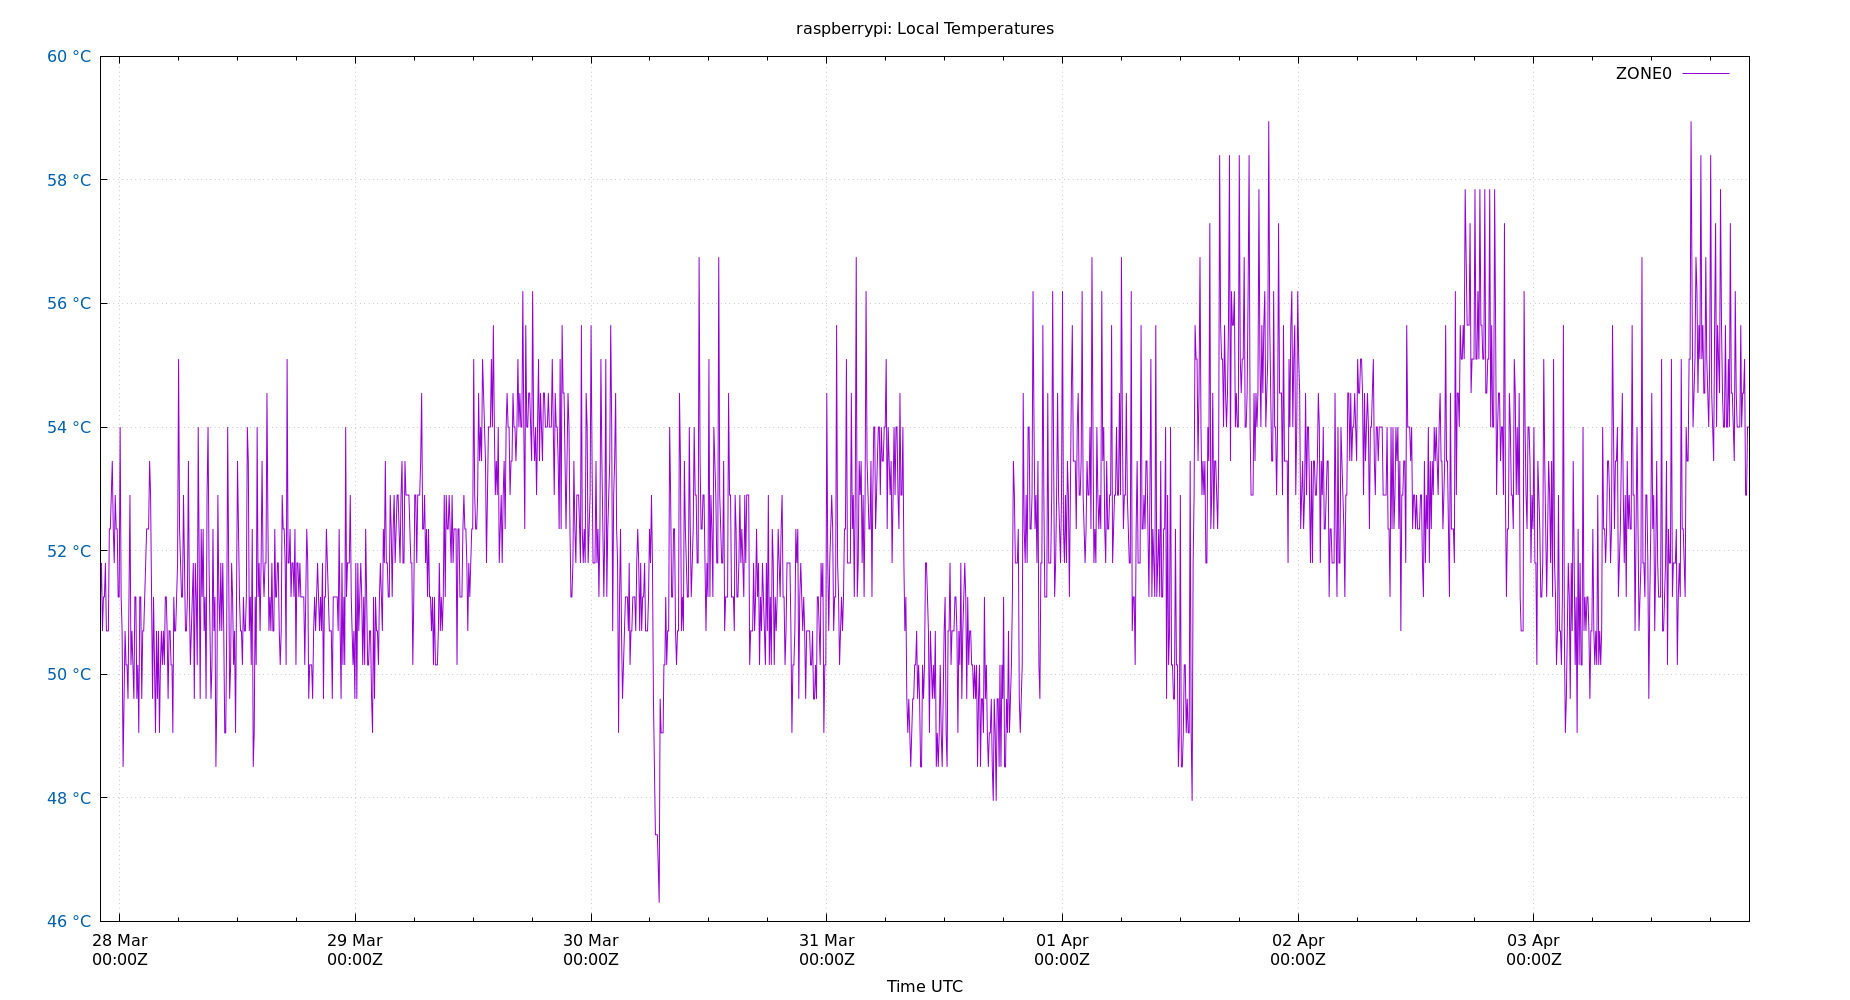 raspberrypi: Local Temperatures
60 °C
ZONE0
58 °C
56 °C
54 °C
52 °C
50 °C
48 °C
46 °C
28 Mar 29 Mar 30 Mar 31 Mar 01 Apr 02 Apr 03 Apr
00:00Z 00:00Z 00:00Z 00:00Z 00:00Z 00:00Z 00:00Z
Time UTC